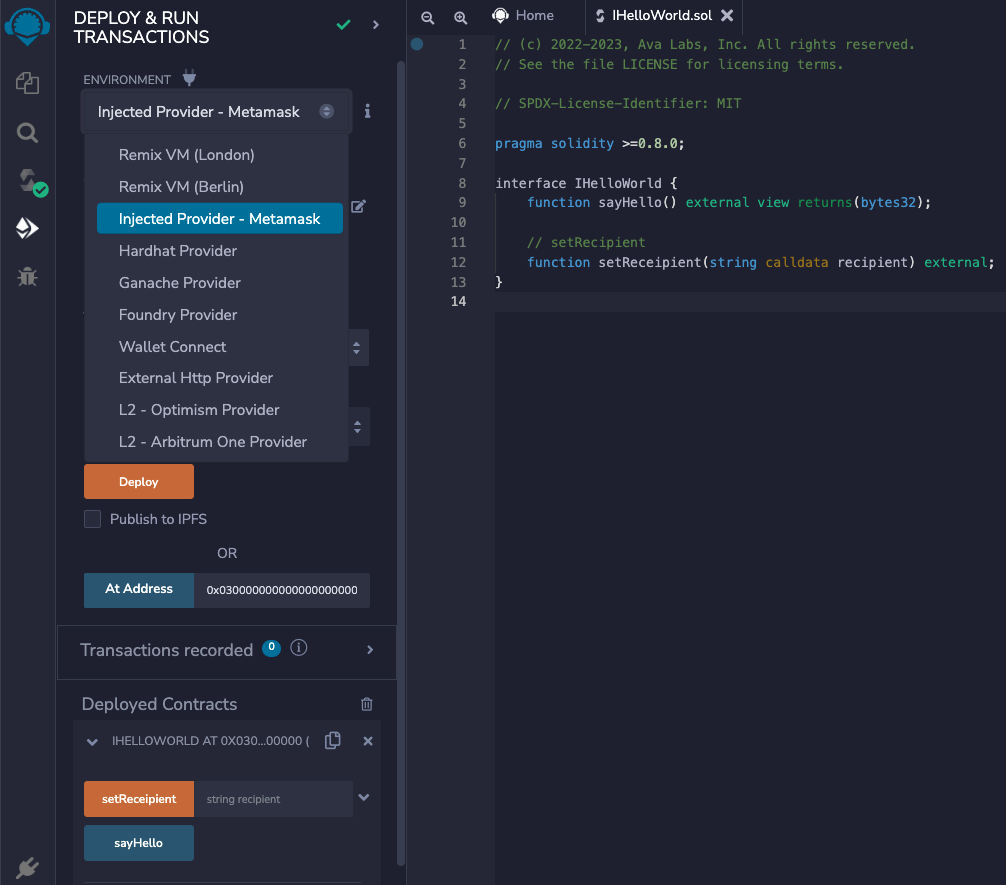 DEPLOY & RUN
TRANSACTIONS
ENVIRONMENT
Injected Provider - Metamask
Remix VM (London)
Remix VM (Berlin)
Injected Provider - Metamask
Hardhat Provider
Ganache Provider
Foundry Provider
Wallet Connect
External Http Provider
L2 - Optimism Provider
L2 - Arbitrum One Provider
Deploy
Publish to IPFS
OR
At Address
0x030000000000000000000
Transactions recorded 0
Deployed Contracts
IHELLOWORLD AT 0X030...00000 (
setReceipient string recipient
sayHello
Home
IHelloWorld.sol
1 // (c) 2022-2023, Ava Labs, Inc. All rights reserved.
2 // See the file LICENSE for licensing terms.
3
4 // SPDX-License-Identifier: MIT
5
6 pragma solidity >=0.8.0;
7
8 interface IHelloWorld {
9 function sayHello() external view returns(bytes32);
10
11 // setRecipient
12 function setReceipient(string calldata recipient) external;
13 }
14